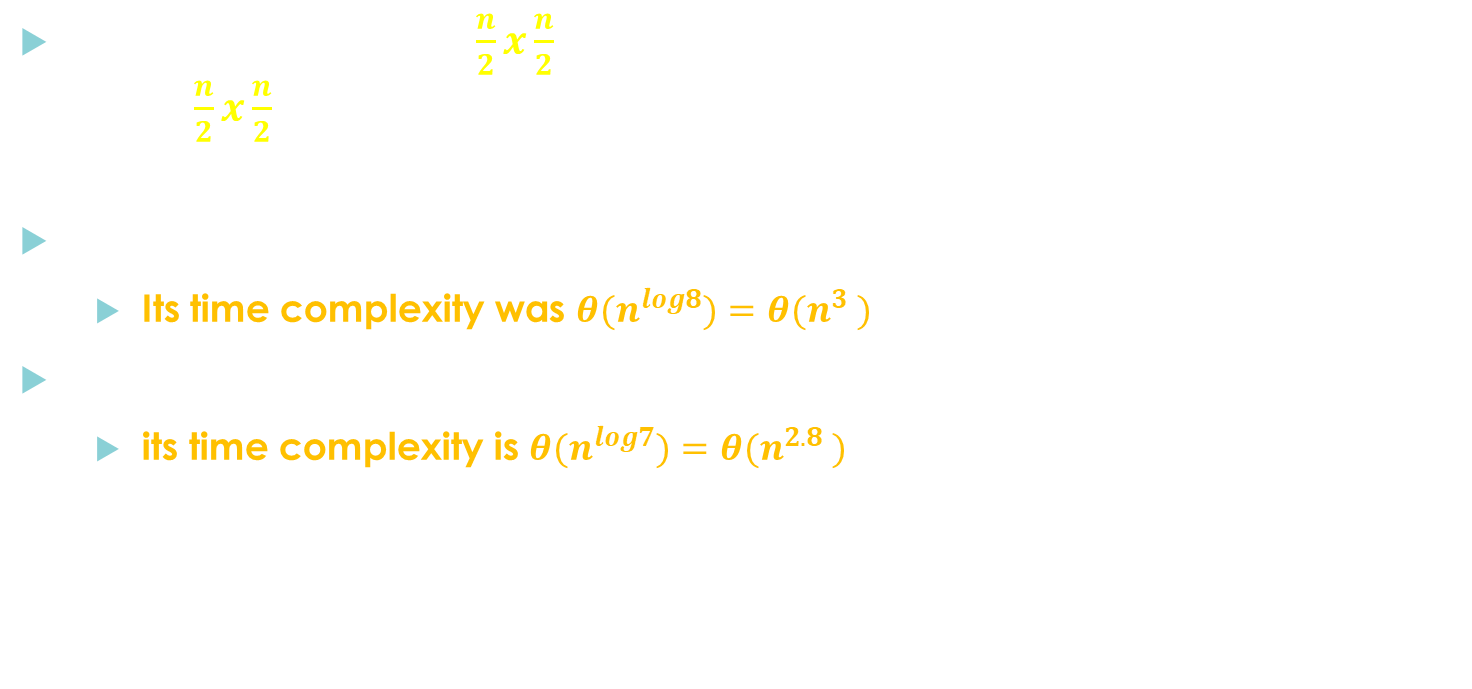 n/2 x n/2
n/2 x n/2
Its time complexity was θ(n^log8) = θ(n^3 )
its time complexity is θ(n^log7) = θ(n^2.8 )